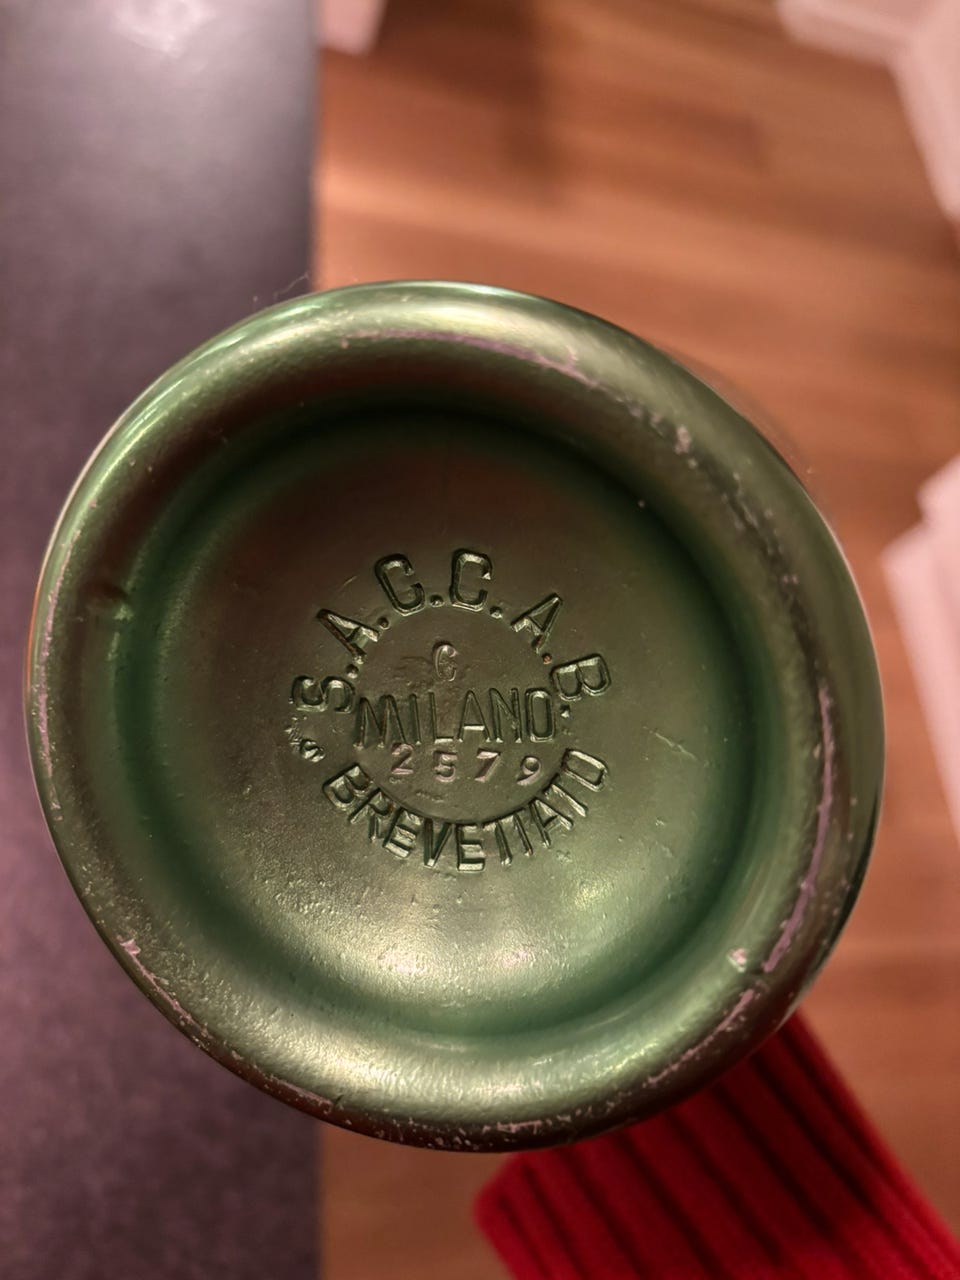 S.A.C.C.A.B.
C
MILANO
2579
BREVETTATO